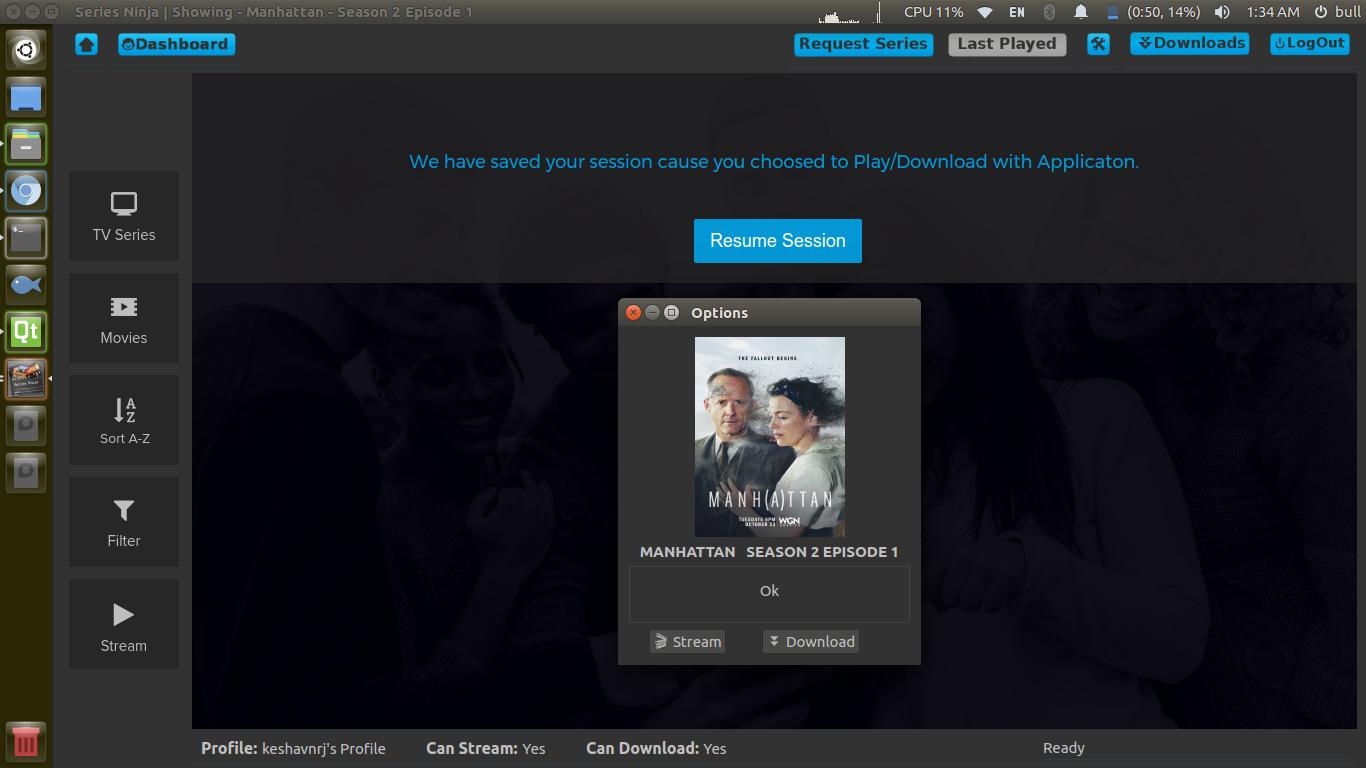 Series Ninja | Showing - Manhattan - Season 2 Episode 1
CPU 11% EN (0:50, 14%) 1:34 AM bull
Dashboard
Request Series Last Played Downloads LogOut
We have saved your session cause you choosed to Play/Download with Applicaton.
Resume Session
TV Series
Movies
A
Z
Sort A-Z
Filter
Stream
Qt
Options
THE FALLOUT BEGINS
MANH(A)TTAN
TUESDAYS 9PM
OCTOBER 13
WGN
MANHATTAN SEASON 2 EPISODE 1
Ok
Stream Download
Profile: keshavnrj's Profile Can Stream: Yes Can Download: Yes Ready